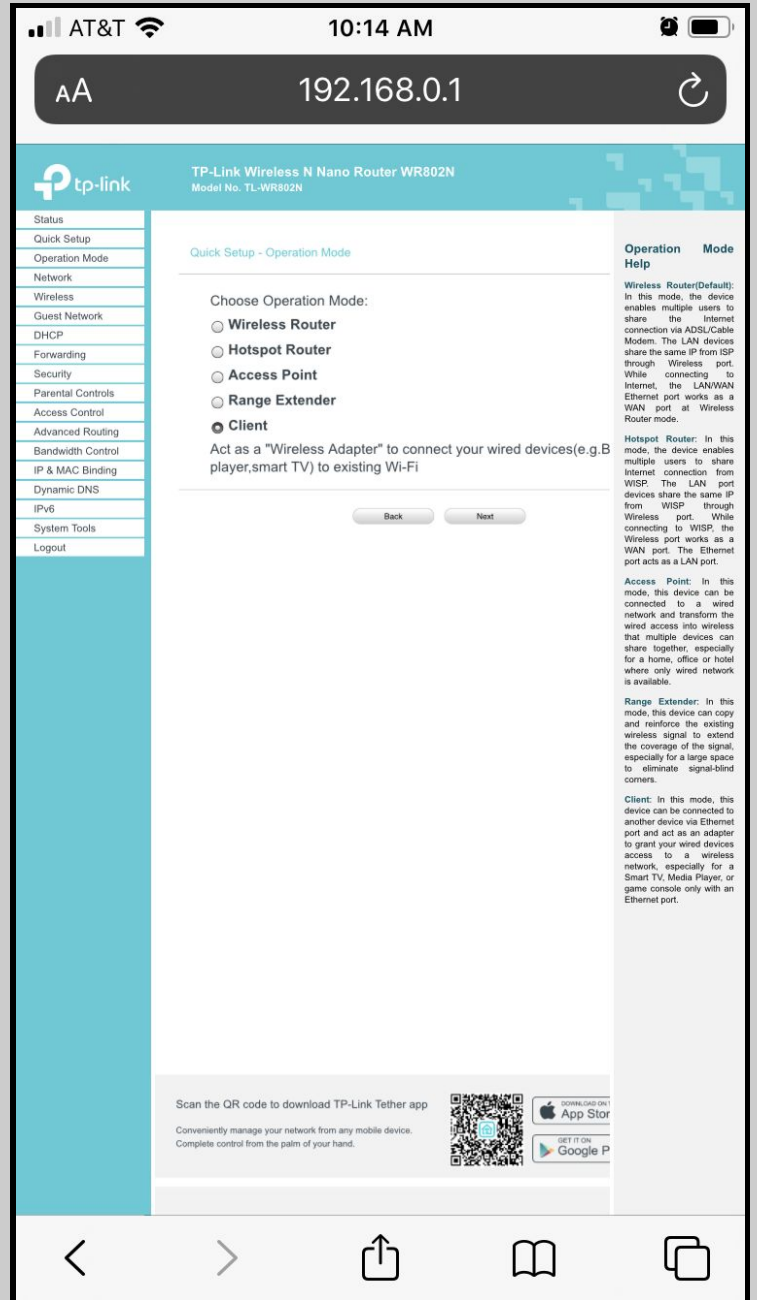 AT&T
10:14 AM
AA
192.168.0.1
tp-link
TP-Link Wireless N Nano Router WR802N
Model No. TL-WR802N
Status
Quick Setup
Operation Mode
Network
Wireless
Guest Network
DHCP
Forwarding
Security
Parental Controls
Access Control
Advanced Routing
Bandwidth Control
IP & MAC Binding
Dynamic DNS
IPv6
System Tools
Logout
Quick Setup - Operation Mode
Choose Operation Mode:
Wireless Router
Hotspot Router
Access Point
Range Extender
Client
Act as a "Wireless Adapter" to connect your wired devices(e.g.B
player,smart TV) to existing Wi-Fi
Back
Next
Operation Mode
Help
Wireless Router(Default):
In this mode, the device
enables multiple users to
share the Internet
connection via ADSL/Cable
Modem. The LAN devices
share the same IP from ISP
through Wireless port.
While connecting to
Internet, the LAN/WAN
Ethernet port works as a
WAN port at Wireless
Router mode.
Hotspot Router: In this
mode, the device enables
multiple users to share
Internet connection from
WISP. The LAN port
devices share the same IP
from WISP through
Wireless port. While
connecting to WISP, the
Wireless port works as a
WAN port. The Ethernet
port acts as a LAN port.
Access Point: In this
mode, this device can be
connected to a wired
network and transform the
wired access into wireless
that multiple devices can
share together, especially
for a home, office or hotel
where only wired network
is available.
Range Extender: In this
mode, this device can copy
and reinforce the existing
wireless signal to extend
the coverage of the signal,
especially for a large space
to eliminate signal-blind
corners.
Client: In this mode, this
device can be connected to
another device via Ethernet
port and act as an adapter
to grant your wired devices
access to a wireless
network, especially for a
Smart TV, Media Player, or
game console only with an
Ethernet port.
Scan the QR code to download TP-Link Tether app
Conveniently manage your network from any mobile device.
Complete control from the palm of your hand.
DOWNLOAD ON
App Stor
GET IT ON
Google P